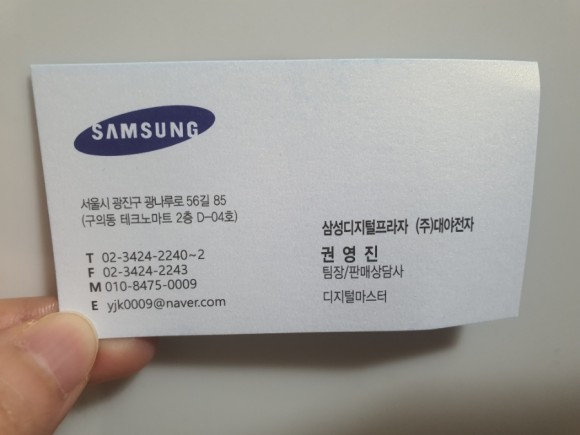 SAMSUNG
서울시 광진구 광나루로 56길 85
(구의동 테크노마트 2층 D-04호)
T 02-3424-2240~2
F 02-3424-2243
M 010-8475-0009
E yjk0009@naver.com
삼성디지털프라자 (주)대야전자
권 영 진
팀장/판매상담사
디지털마스터